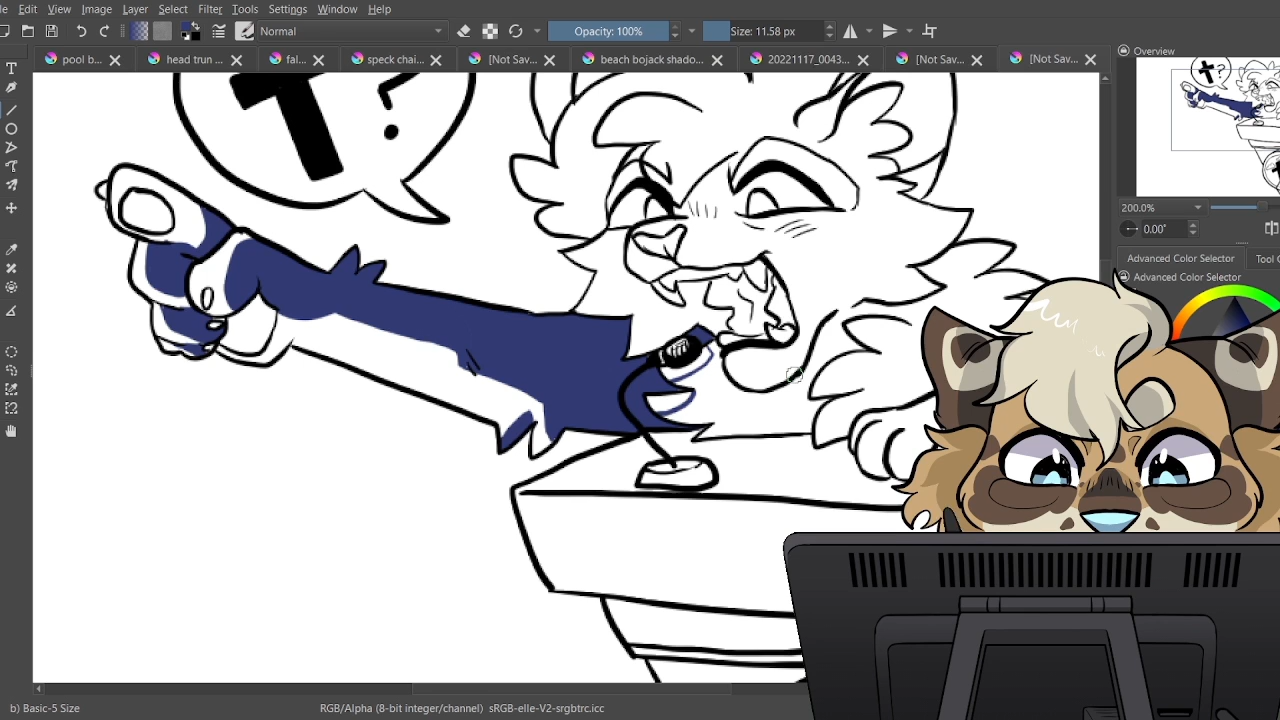 Edit View Image Layer Select Filter Tools Settings Window Help
Normal Opacity: 100% Size: 11.58 px
pool b... head trun ... fal... speck chai... [Not Sav... beach bojack shado... 20221117_0043... [Not Sav... [Not Sav... Overview
?
200.0%
0.00°
Advanced Color Selector Tool
Advanced Color Selector
b) Basic-5 Size RGB/Alpha (8-bit integer/channel) sRGB-elle-V2-srgbtrc.icc